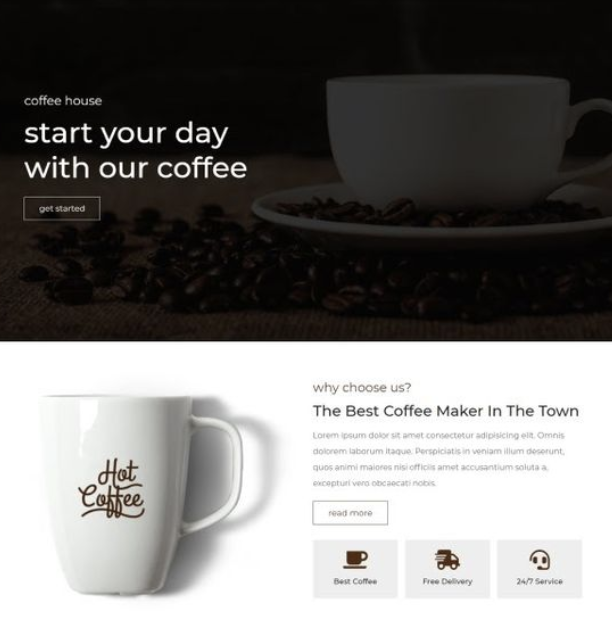 coffee house
start your day
with our coffee
get started
Hot
Coffee
why choose us?
The Best Coffee Maker In The Town
Lorem ipsum dolor sit amet consectetur adipisicing elit. Omnis
dolorem laborum itaque. Perspiciatis in veniam illum deserunt,
quos animi maiores nisi officiis amet accusantium soluta a,
excepturi vero obcaecati nobis.
read more
Best Coffee
Free Delivery
24/7 Service